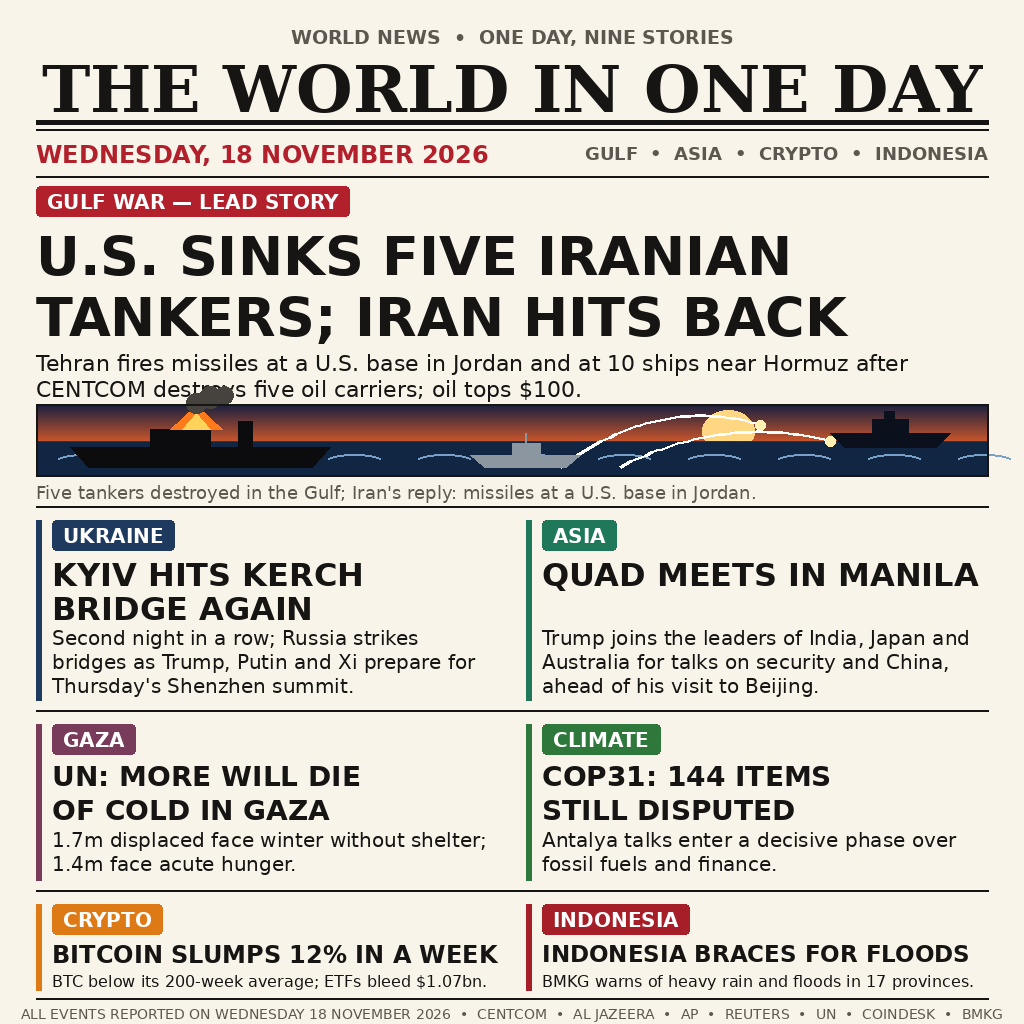 WORLD NEWS • ONE DAY, NINE STORIES
THE WORLD IN ONE DAY
WEDNESDAY, 18 NOVEMBER 2026
GULF • ASIA • CRYPTO • INDONESIA
GULF WAR — LEAD STORY
U.S. SINKS FIVE IRANIAN
TANKERS; IRAN HITS BACK
Tehran fires missiles at a U.S. base in Jordan and at 10 ships near Hormuz after
CENTCOM destroys five oil carriers; oil tops $100.
Five tankers destroyed in the Gulf; Iran's reply: missiles at a U.S. base in Jordan.
UKRAINE
KYIV HITS KERCH
BRIDGE AGAIN
Second night in a row; Russia strikes
bridges as Trump, Putin and Xi prepare for
Thursday's Shenzhen summit.
ASIA
QUAD MEETS IN MANILA
Trump joins the leaders of India, Japan and
Australia for talks on security and China,
ahead of his visit to Beijing.
GAZA
UN: MORE WILL DIE
OF COLD IN GAZA
1.7m displaced face winter without shelter;
1.4m face acute hunger.
CLIMATE
COP31: 144 ITEMS
STILL DISPUTED
Antalya talks enter a decisive phase over
fossil fuels and finance.
CRYPTO
BITCOIN SLUMPS 12% IN A WEEK
BTC below its 200-week average; ETFs bleed $1.07bn.
INDONESIA
INDONESIA BRACES FOR FLOODS
BMKG warns of heavy rain and floods in 17 provinces.
ALL EVENTS REPORTED ON WEDNESDAY 18 NOVEMBER 2026 • CENTCOM • AL JAZEERA • AP • REUTERS • UN • COINDESK • BMKG